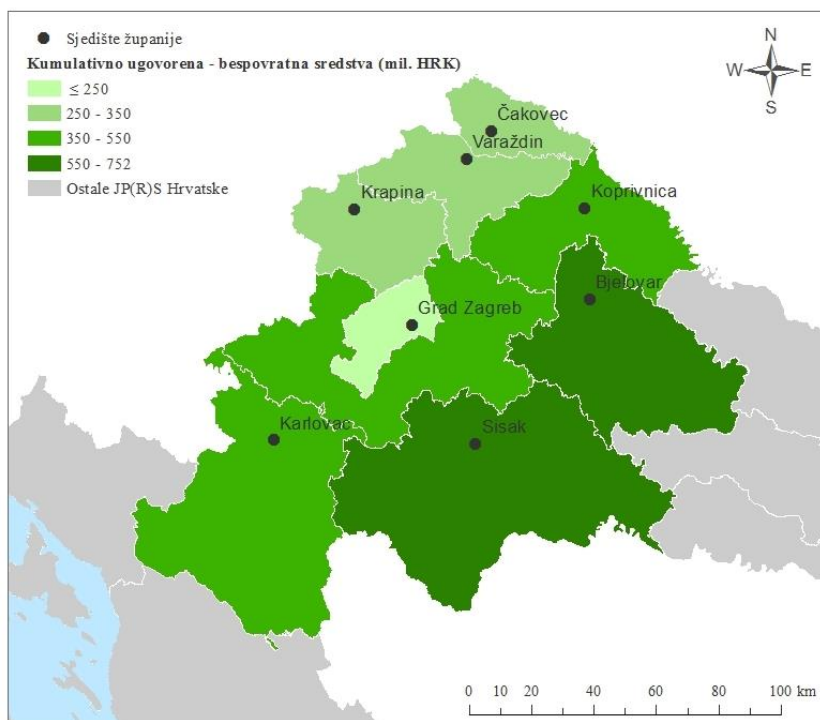 Sjedište županije
Kumulativno ugovorena - bespovratna sredstva (mil. HRK)
≤ 250
250 - 350
350 - 550
550 - 752
Ostale JP(R)S Hrvatske
N
W E
S
Čakovec
Varaždin
Krapina
Koprivnica
Bjelovar
Grad Zagreb
Karlovac
Sisak
0 10 20 40 60 80 100 km